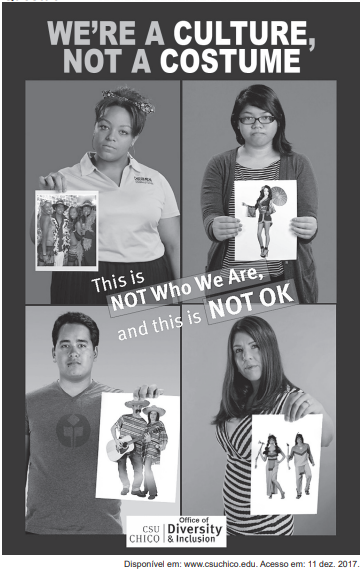 WE'RE A CULTURE,
NOT A COSTUME
This is
NOT Who We Are,
and this is NOT OK
CSU
CHICO
Office of
Diversity
& Inclusion
Disponível em: www.csuchico.edu. Acesso em: 11 dez. 2017.